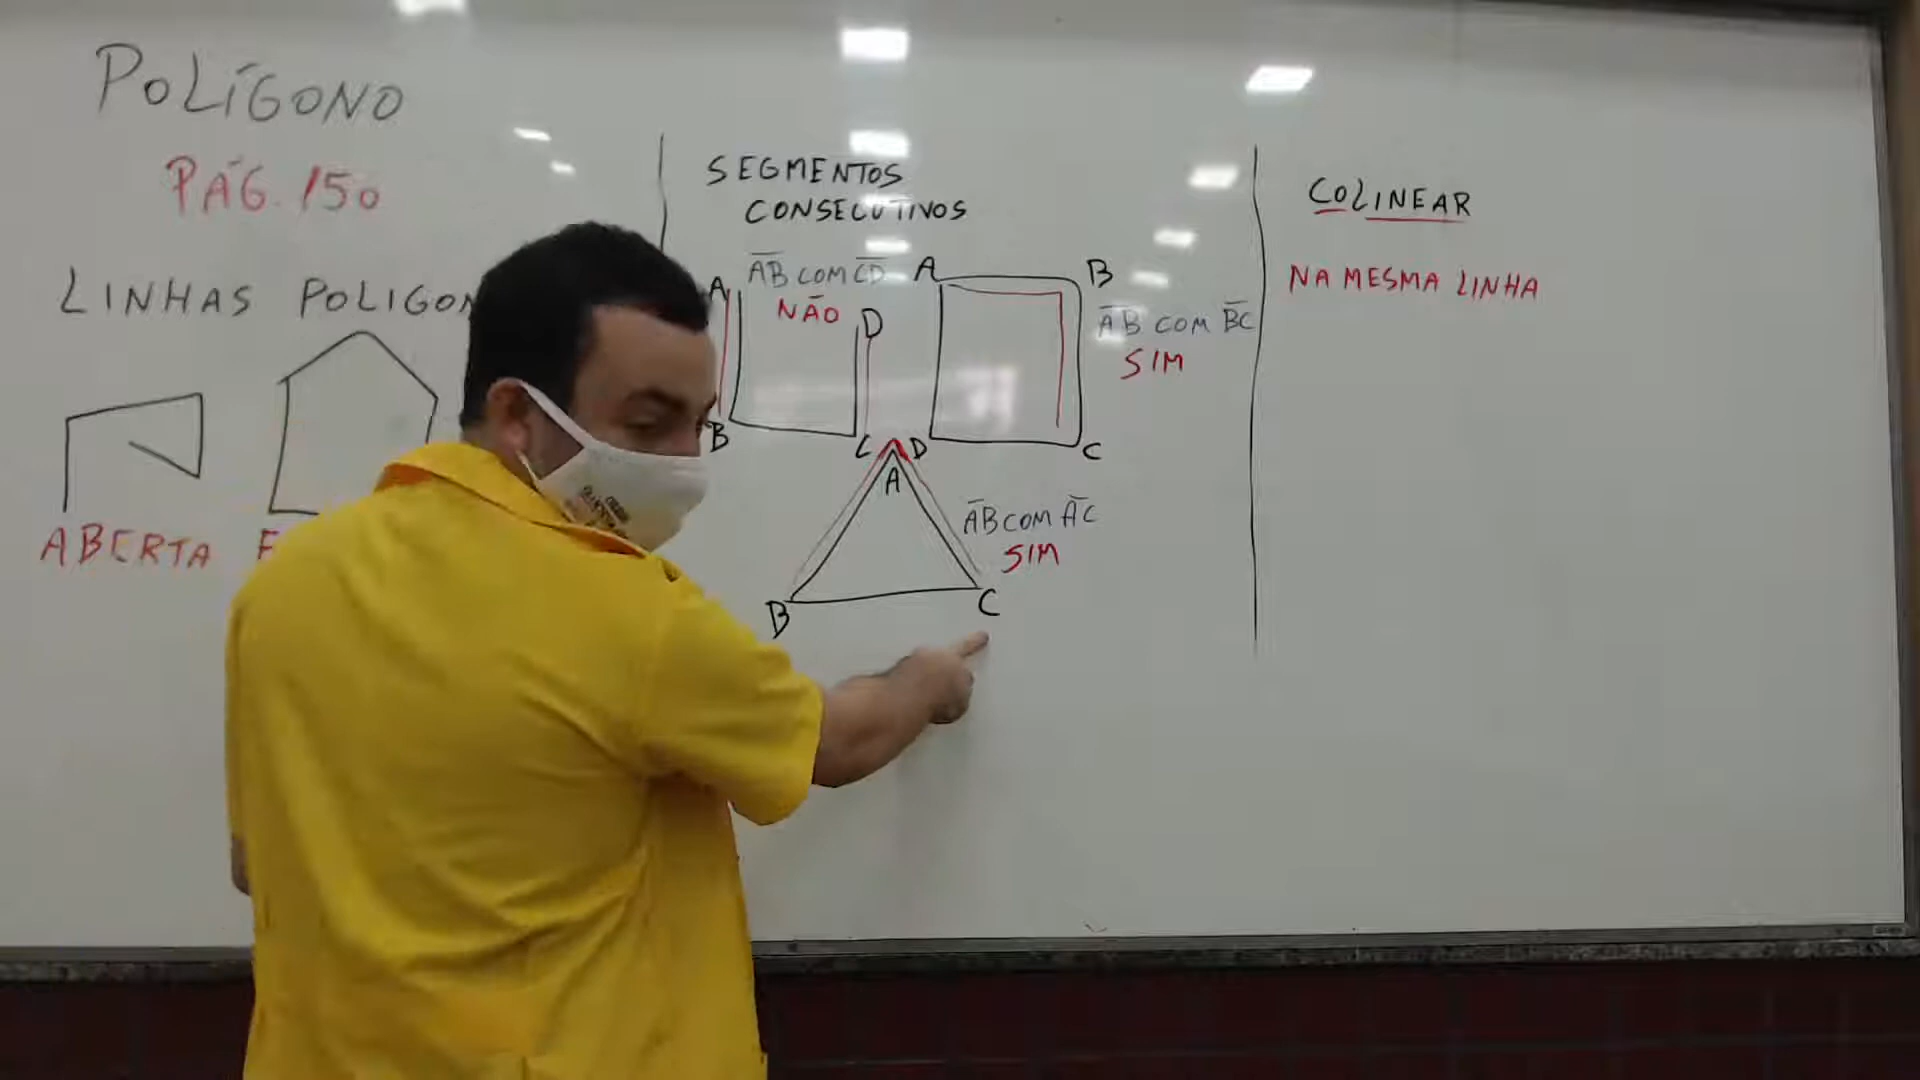 POLÍGONO
PÁG. 150
LINHAS POLIGON
ABERTA F
SEGMENTOS
CONSECUTIVOS
AB COM CD
NÃO
A
B
C
D
A
B
C
D
AB COM BC
SIM
A
B
C
AB COM AC
SIM
COLINEAR
NA MESMA LINHA